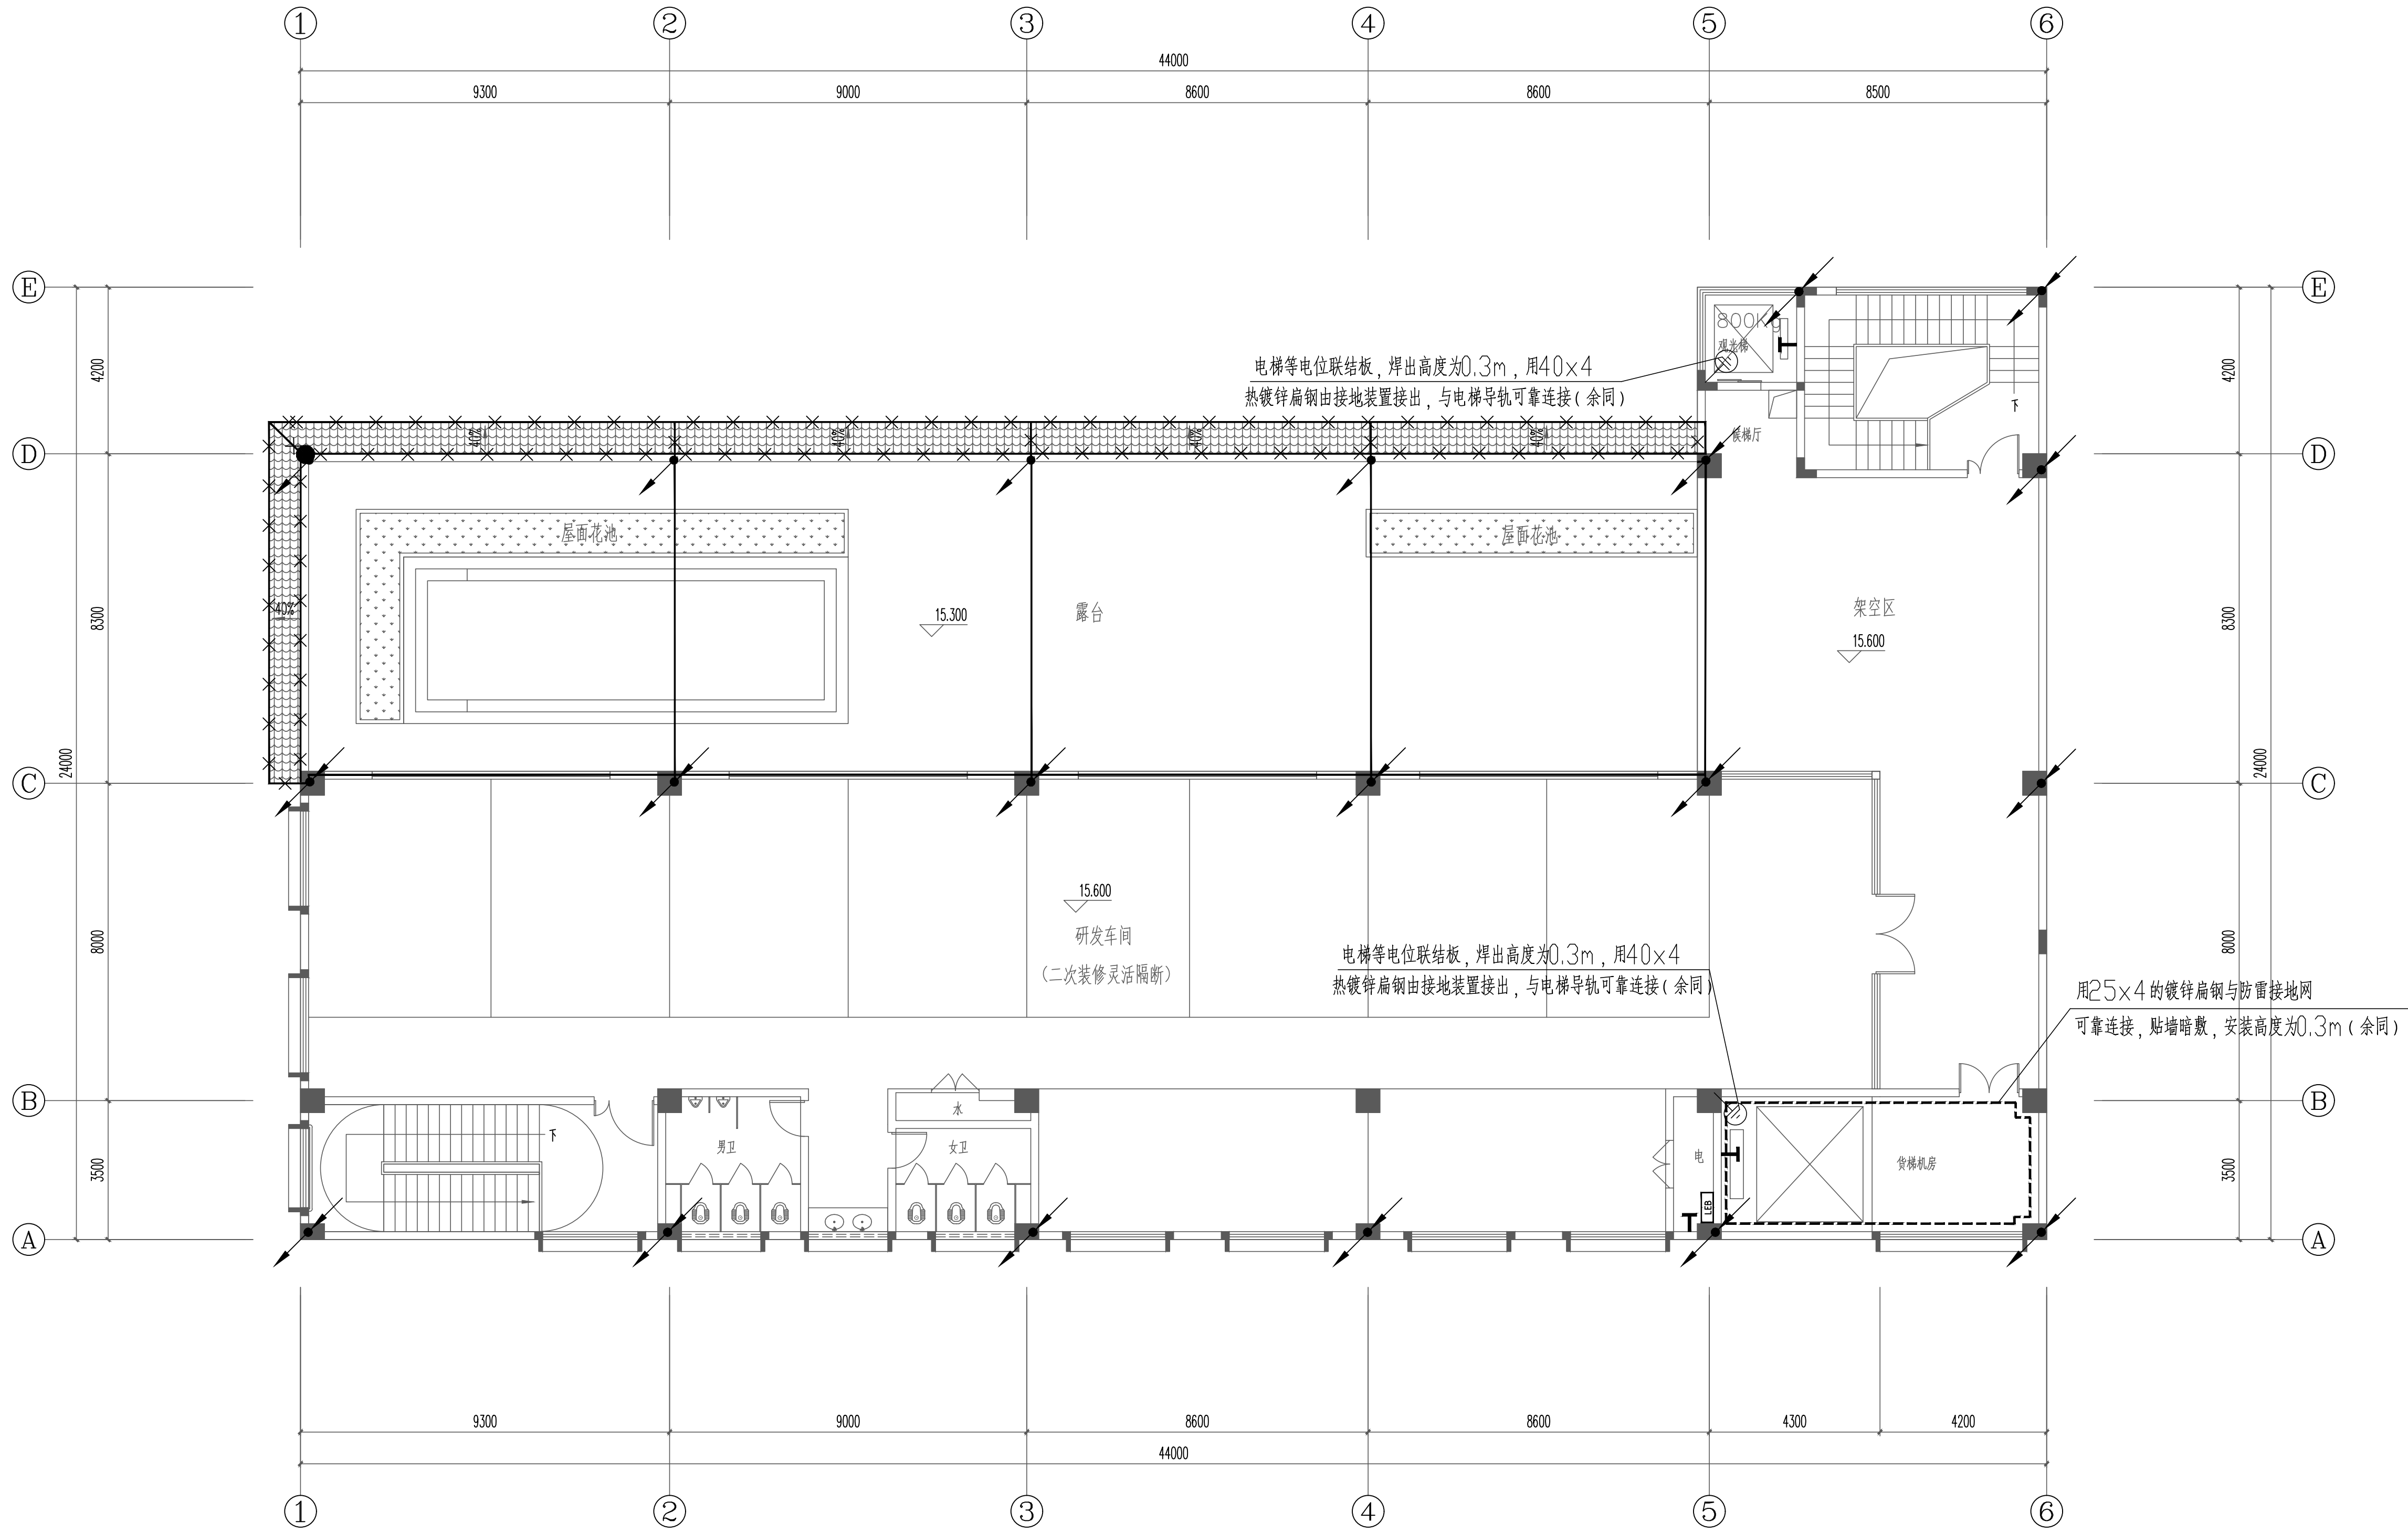 1 2 3 4 5 6
44000
9300 9000 8600 8600 8500
E E
800Kg
观光梯
4200 4200
电梯等电位联结板，焊出高度为0.3m，用40×4
热镀锌扁钢由接地装置接出，与电梯导轨可靠连接（余同）
下
40% 40% 40% 40%
候梯厅
D D
屋面花池 屋面花池
40%
8300 8300
15.300
露台
架空区
15.600
24000 24000
C C
15.600
研发车间
（二次装修灵活隔断）
8000 8000
电梯等电位联结板，焊出高度为0.3m，用40×4
热镀锌扁钢由接地装置接出，与电梯导轨可靠连接（余同）
用25×4的镀锌扁钢与防雷接地网
可靠连接，贴墙暗敷，安装高度为0.3m（余同）
B B
水
下
男卫 女卫
电
货梯机房
3500 3500
LEB
A A
9300 9000 8600 8600 4300 4200
44000
1 2 3 4 5 6